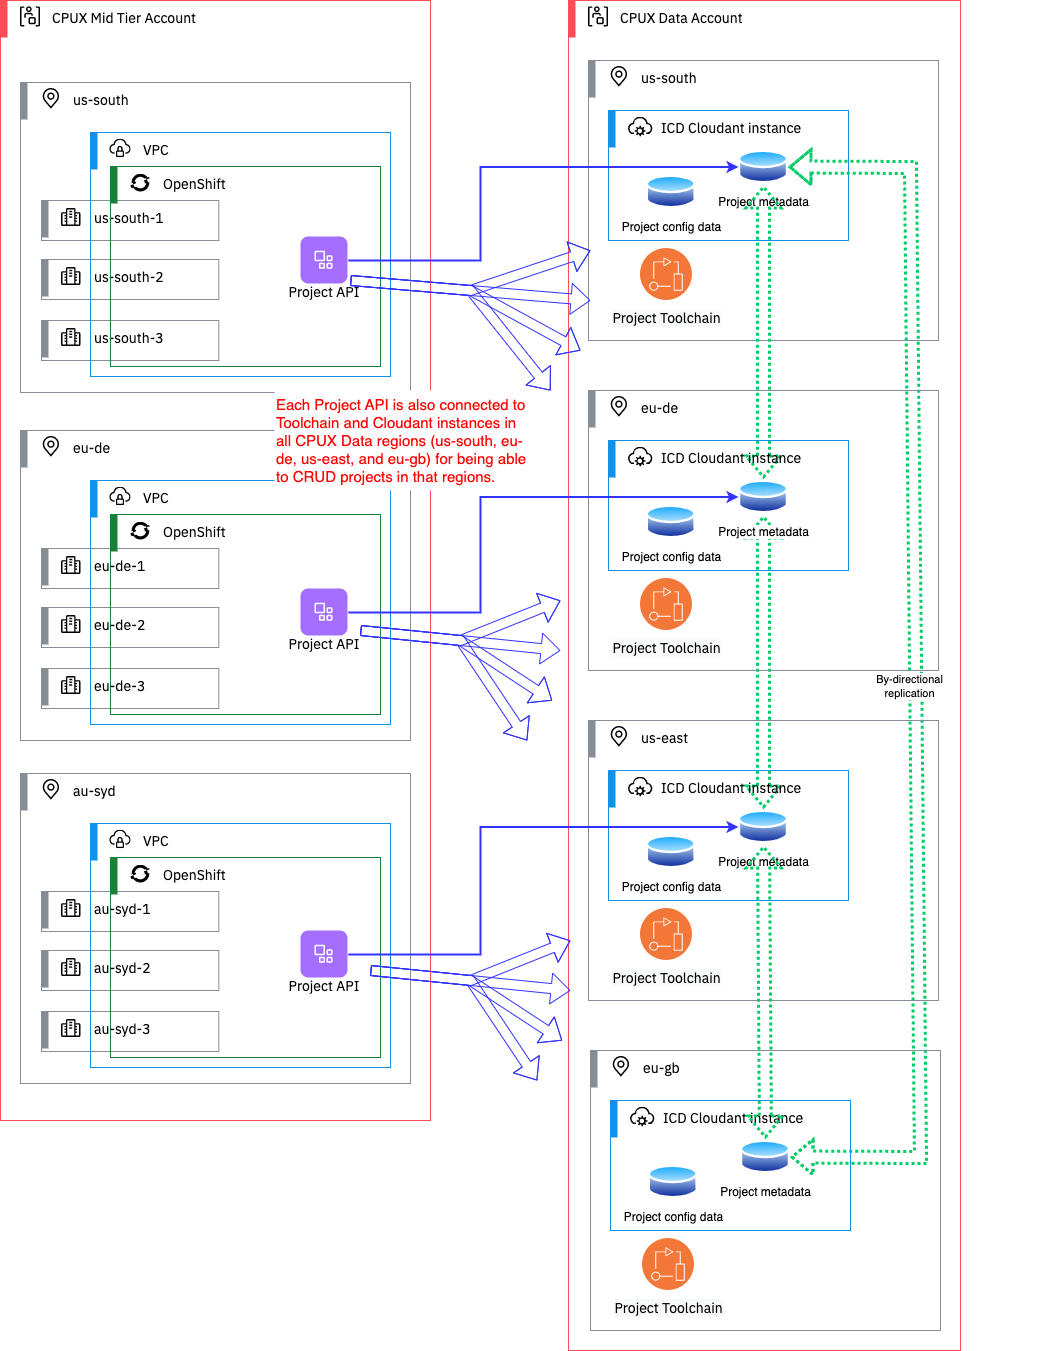 CPUX Mid Tier Account
us-south
VPC
OpenShift
us-south-1
us-south-2
us-south-3
Project API
Each Project API is also connected to
Toolchain and Cloudant instances in
all CPUX Data regions (us-south, eu-
de, us-east, and eu-gb) for being able
to CRUD projects in that regions.
eu-de
VPC
OpenShift
eu-de-1
eu-de-2
eu-de-3
Project API
au-syd
VPC
OpenShift
au-syd-1
au-syd-2
au-syd-3
Project API
CPUX Data Account
us-south
ICD Cloudant instance
Project metadata
Project config data
Project Toolchain
eu-de
ICD Cloudant instance
Project metadata
Project config data
Project Toolchain
By-directional
replication
us-east
ICD Cloudant instance
Project metadata
Project config data
Project Toolchain
eu-gb
ICD Cloudant instance
Project metadata
Project config data
Project Toolchain